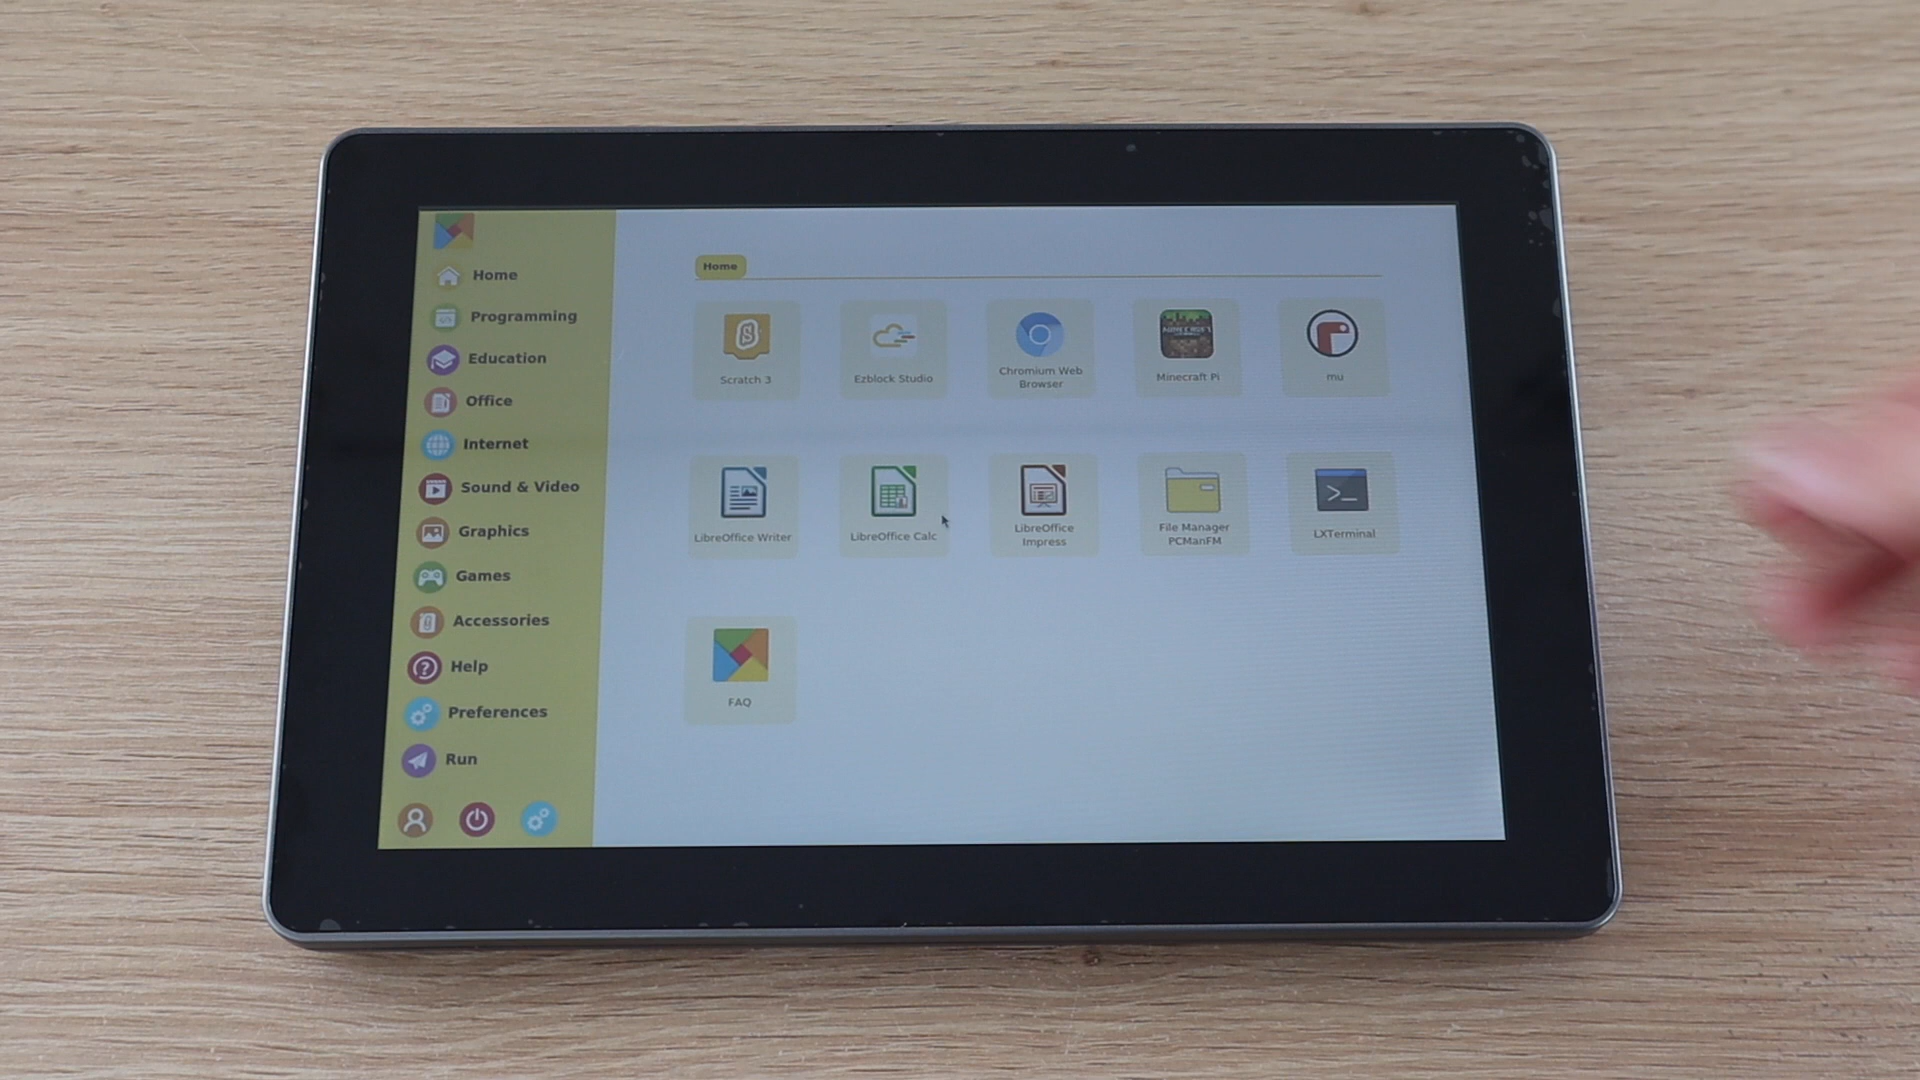 Home
Programming
Education
Office
Internet
Sound & Video
Graphics
Games
Accessories
Help
Preferences
Run
Home
Scratch 3
Ezblock Studio
Chromium Web
Browser
Minecraft Pi
mu
LibreOffice Writer
LibreOffice Calc
LibreOffice
Impress
File Manager
PCManFM
LXTerminal
FAQ